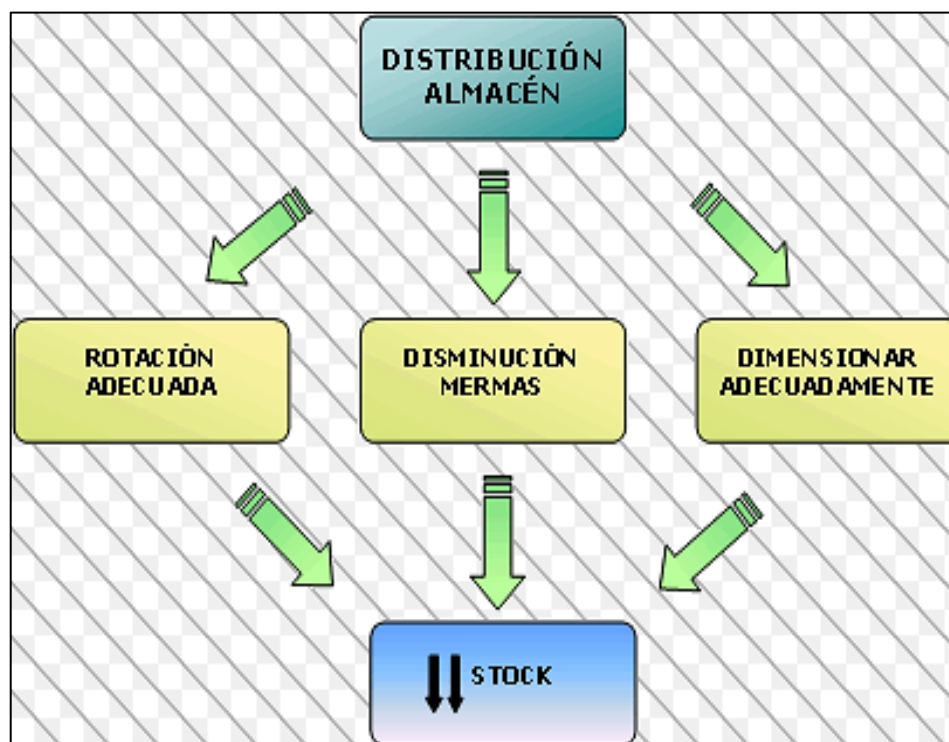 DISTRIBUCIÓN
ALMACÉN
ROTACIÓN
ADECUADA
DISMINUCIÓN
MERMAS
DIMENSIONAR
ADECUADAMENTE
STOCK